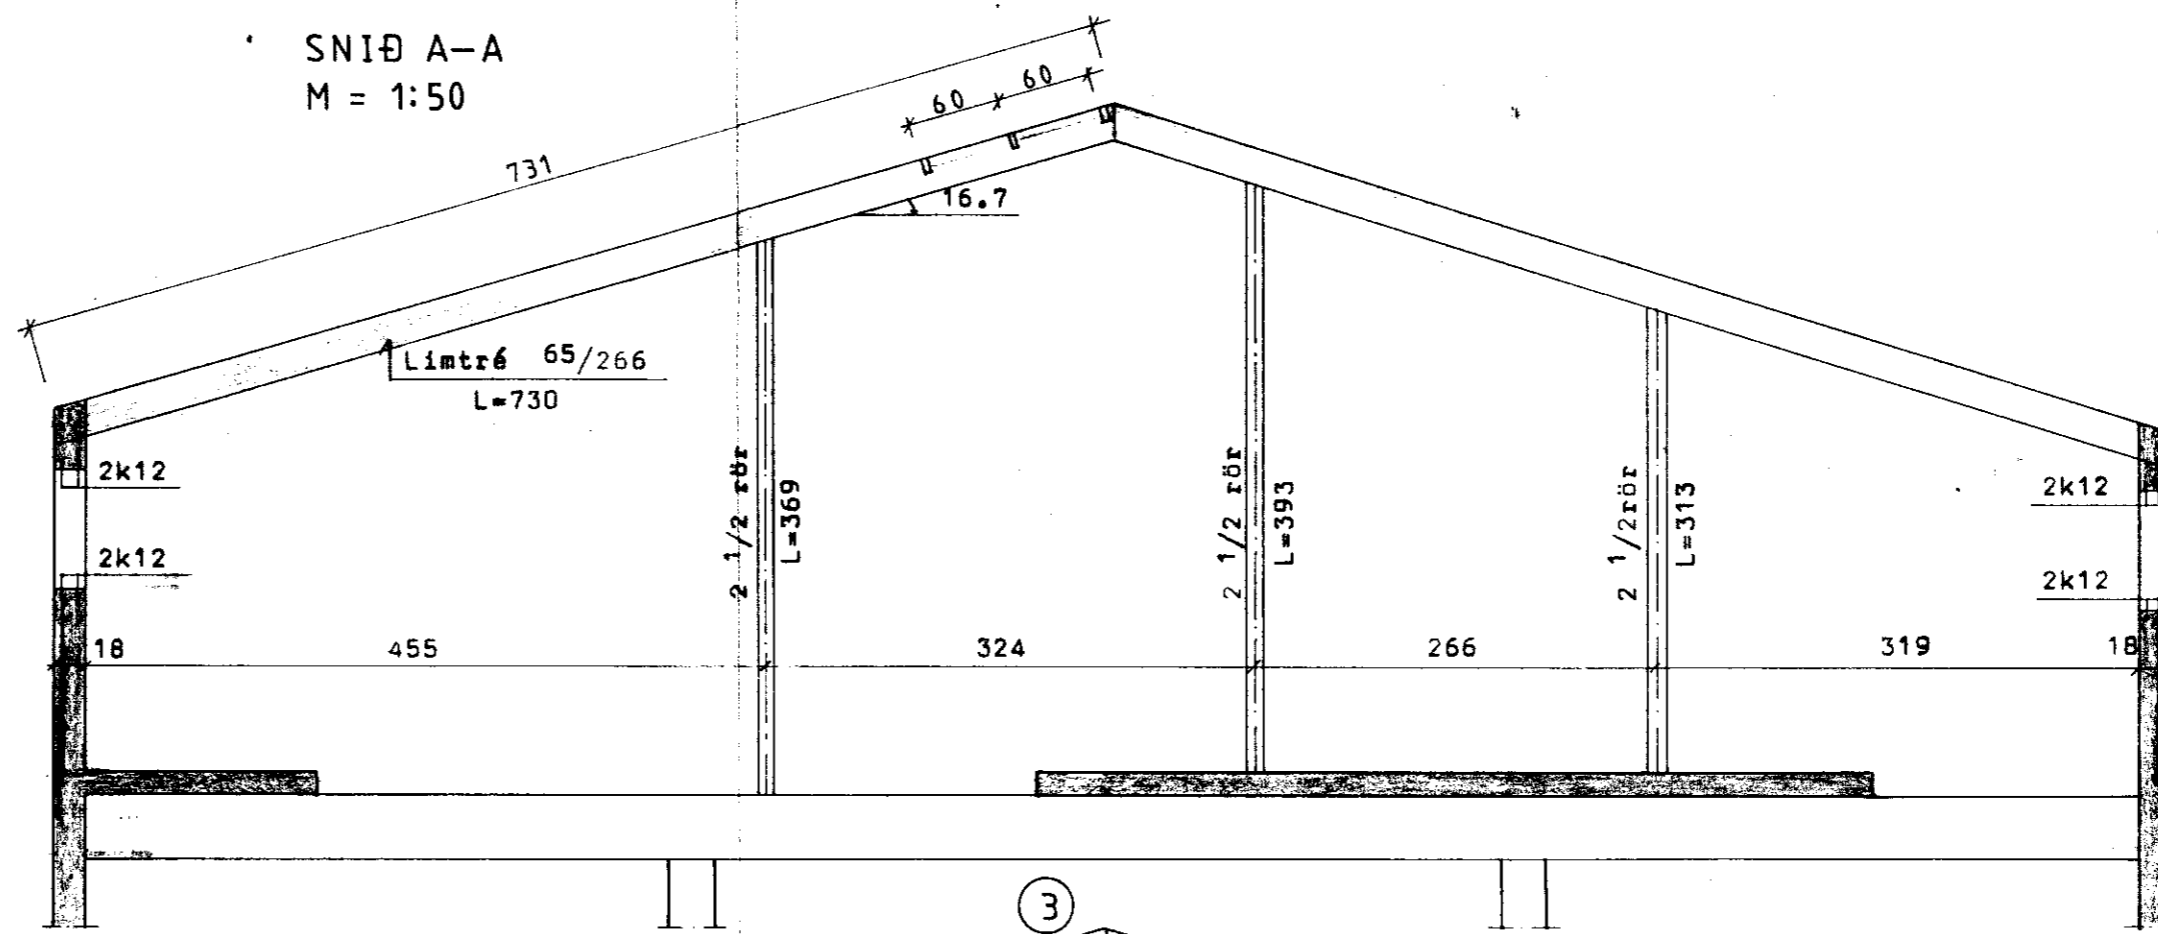 SNIÐ A-A
M = 1:50
731
60
60
16.7
Limtré 65/266
L=730
2k12
2k12
2 1/2 rör
L=369
2 1/2 rör
L=393
2 1/2rör
L=313
2k12
2k12
18
455
324
266
319
18
3